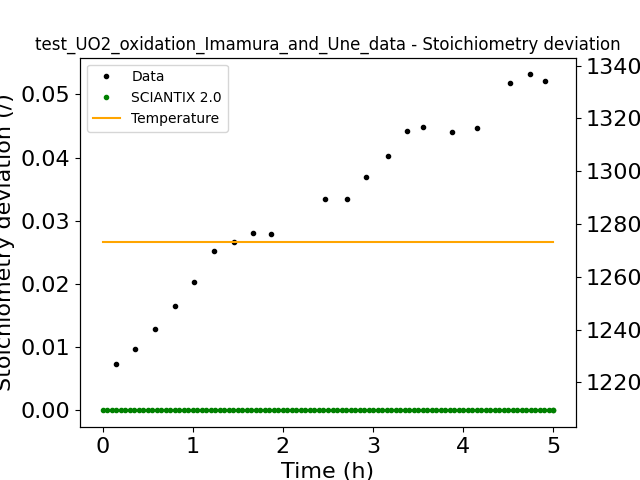 test_UO2_oxidation_Imamura_and_Une_data - Stoichiometry deviation
Data
SCIANTIX 2.0
Temperature
Stoichiometry deviation (/)
0.05
0.04
0.03
0.02
0.01
0.00
1340
1320
1300
1280
1260
1240
1220
0 1 2 3 4 5
Time (h)